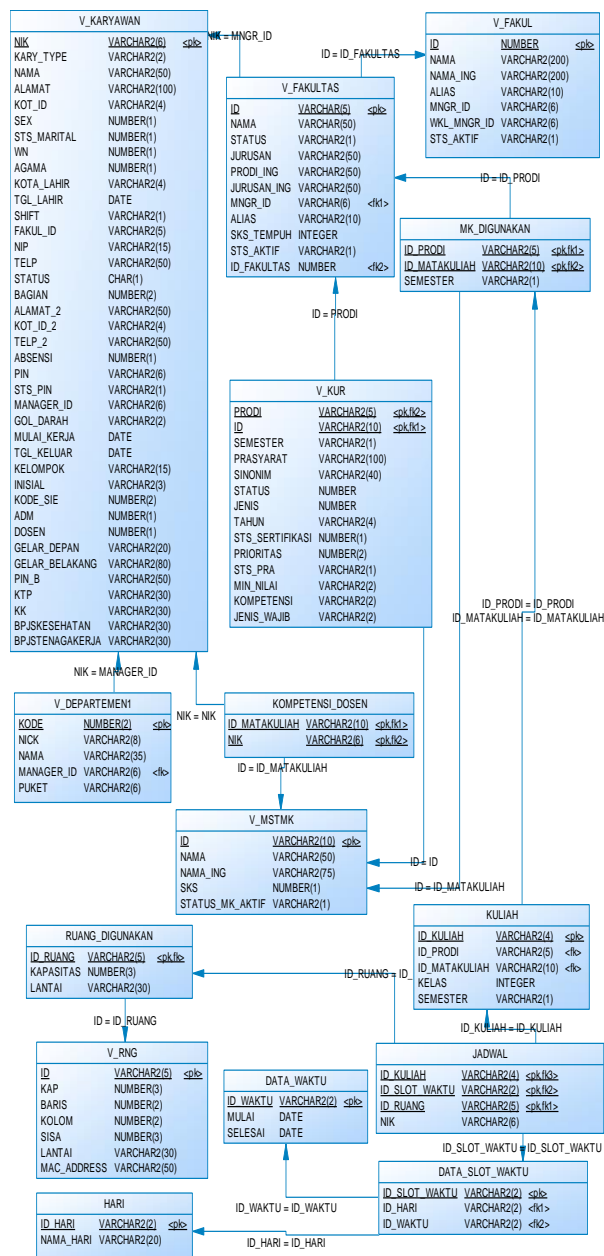 V_KARYAWAN
NIK VARCHAR2(6) <pk>
KARY_TYPE VARCHAR2(2)
NAMA VARCHAR2(50)
ALAMAT VARCHAR2(100)
KOT_ID VARCHAR2(4)
SEX NUMBER(1)
STS_MARITAL NUMBER(1)
WN NUMBER(1)
AGAMA NUMBER(1)
KOTA_LAHIR VARCHAR2(4)
TGL_LAHIR DATE
SHIFT VARCHAR2(1)
FAKUL_ID VARCHAR2(5)
NIP VARCHAR2(15)
TELP VARCHAR2(50)
STATUS CHAR(1)
BAGIAN NUMBER(2)
ALAMAT_2 VARCHAR2(50)
KOT_ID_2 VARCHAR2(4)
TELP_2 VARCHAR2(50)
ABSENSI NUMBER(1)
PIN VARCHAR2(6)
STS_PIN VARCHAR2(1)
MANAGER_ID VARCHAR2(6)
GOL_DARAH VARCHAR2(2)
MULAI_KERJA DATE
TGL_KELUAR DATE
KELOMPOK VARCHAR2(15)
INISIAL VARCHAR2(3)
KODE_SIE NUMBER(2)
ADM NUMBER(1)
DOSEN NUMBER(1)
GELAR_DEPAN VARCHAR2(20)
GELAR_BELAKANG VARCHAR2(80)
PIN_B VARCHAR2(50)
KTP VARCHAR2(30)
KK VARCHAR2(30)
BPJSKESEHATAN VARCHAR2(30)
BPJSTENAGAKERJA VARCHAR2(30)
NIK = MNGR_ID
ID = ID_FAKULTAS
V_FAKUL
ID NUMBER <pk>
NAMA VARCHAR2(200)
NAMA_ING VARCHAR2(200)
ALIAS VARCHAR2(10)
MNGR_ID VARCHAR2(6)
WKL_MNGR_ID VARCHAR2(6)
STS_AKTIF VARCHAR2(1)
V_FAKULTAS
ID VARCHAR(5) <pk>
NAMA VARCHAR(50)
STATUS VARCHAR2(1)
JURUSAN VARCHAR2(50)
PRODI_ING VARCHAR2(50)
JURUSAN_ING VARCHAR2(50)
MNGR_ID VARCHAR(6) <fk1>
ALIAS VARCHAR2(10)
SKS_TEMPUH INTEGER
STS_AKTIF VARCHAR2(1)
ID_FAKULTAS NUMBER <fk2>
ID = ID_PRODI
MK_DIGUNAKAN
ID_PRODI VARCHAR2(5) <pk,fk1>
ID_MATAKULIAH VARCHAR2(10) <pk,fk2>
SEMESTER VARCHAR2(1)
ID = PRODI
V_KUR
PRODI VARCHAR2(5) <pk,fk2>
ID VARCHAR2(10) <pk,fk1>
SEMESTER VARCHAR2(1)
PRASYARAT VARCHAR2(100)
SINONIM VARCHAR2(40)
STATUS NUMBER
JENIS NUMBER
TAHUN VARCHAR2(4)
STS_SERTIFIKASI NUMBER(1)
PRIORITAS NUMBER(2)
STS_PRA VARCHAR2(1)
MIN_NILAI VARCHAR2(2)
KOMPETENSI VARCHAR2(2)
JENIS_WAJIB VARCHAR2(2)
ID_PRODI = ID_PRODI
ID_MATAKULIAH = ID_MATAKULIAH
NIK = MANAGER_ID
V_DEPARTEMEN1
KODE NUMBER(2) <pk>
NICK VARCHAR2(8)
NAMA VARCHAR2(35)
MANAGER_ID VARCHAR2(6) <fk>
PUKET VARCHAR2(6)
NIK = NIK
KOMPETENSI_DOSEN
ID_MATAKULIAH VARCHAR2(10) <pk,fk1>
NIK VARCHAR2(6) <pk,fk2>
ID = ID_MATAKULIAH
V_MSTMK
ID VARCHAR2(10) <pk>
NAMA VARCHAR2(50)
NAMA_ING VARCHAR2(75)
SKS NUMBER(1)
STATUS_MK_AKTIF VARCHAR2(1)
ID = ID
ID = ID_MATAKULIAH
KULIAH
ID_KULIAH VARCHAR2(4) <pk>
ID_PRODI VARCHAR2(5) <fk>
ID_MATAKULIAH VARCHAR2(10) <fk>
KELAS INTEGER
SEMESTER VARCHAR2(1)
RUANG_DIGUNAKAN
ID_RUANG VARCHAR2(5) <pk,fk>
KAPASITAS NUMBER(3)
LANTAI VARCHAR2(30)
ID_RUANG = ID_
ID_KULIAH = ID_KULIAH
ID = ID_RUANG
V_RNG
ID VARCHAR2(5) <pk>
KAP NUMBER(3)
BARIS NUMBER(2)
KOLOM NUMBER(2)
SISA NUMBER(3)
LANTAI VARCHAR2(30)
MAC_ADDRESS VARCHAR2(50)
DATA_WAKTU
ID_WAKTU VARCHAR2(2) <pk>
MULAI DATE
SELESAI DATE
JADWAL
ID_KULIAH VARCHAR2(4) <pk,fk3>
ID_SLOT_WAKTU VARCHAR2(2) <pk,fk2>
ID_RUANG VARCHAR2(5) <pk,fk1>
NIK VARCHAR2(6)
ID_SLOT_WAKTU = ID_SLOT_WAKTU
DATA_SLOT_WAKTU
ID_SLOT_WAKTU VARCHAR2(2) <pk>
ID_HARI VARCHAR2(2) <fk1>
ID_WAKTU VARCHAR2(2) <fk2>
ID_WAKTU = ID_WAKTU
HARI
ID_HARI VARCHAR2(2) <pk>
NAMA_HARI VARCHAR2(20)
ID_HARI = ID_HARI